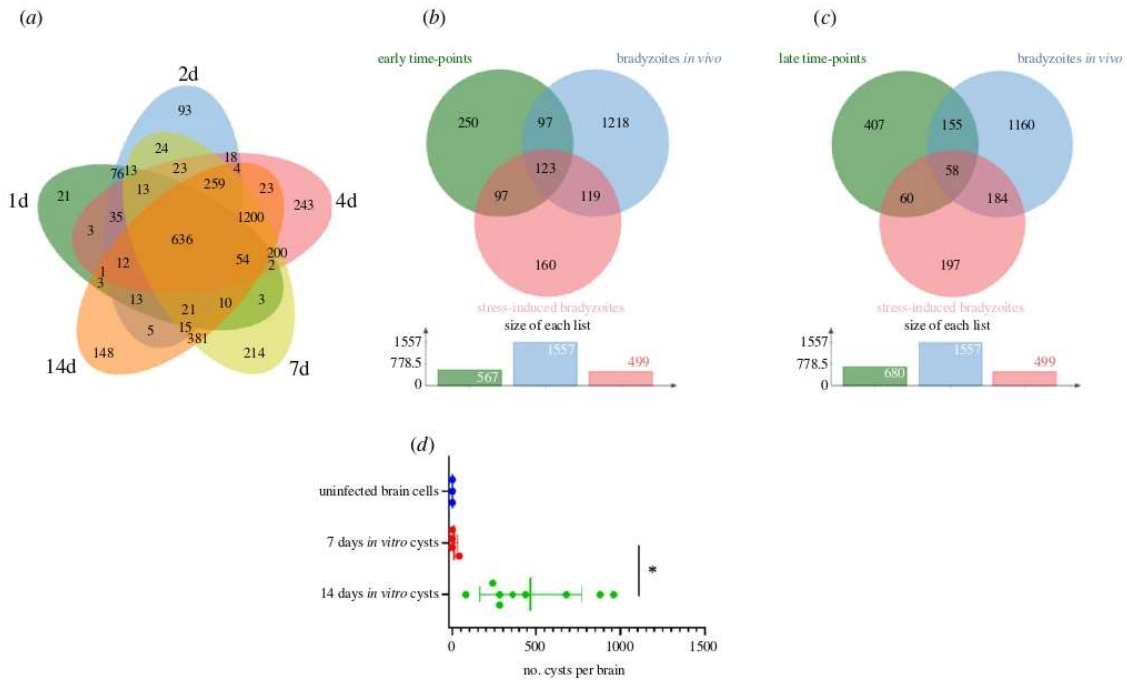 (a)
2d
93
1d
4d
24
18
76
13
23
4
21
13
259
23
243
35
1200
3
636
200
12
54
2
1
3
13
10
3
21
5
15
381
148
214
14d
7d
(b)
early time-points
bradyzoites in vivo
250
97
1218
123
97
119
160
stress-induced bradyzoites
size of each list
1557
778.5
0
567
1557
499
(c)
late time-points
bradyzoites in vivo
407
155
1160
58
60
184
197
stress-induced bradyzoites
size of each list
1557
778.5
0
680
1557
499
(d)
uninfected brain cells
7 days in vitro cysts
14 days in vitro cysts
*
0
500
1000
1500
no. cysts per brain